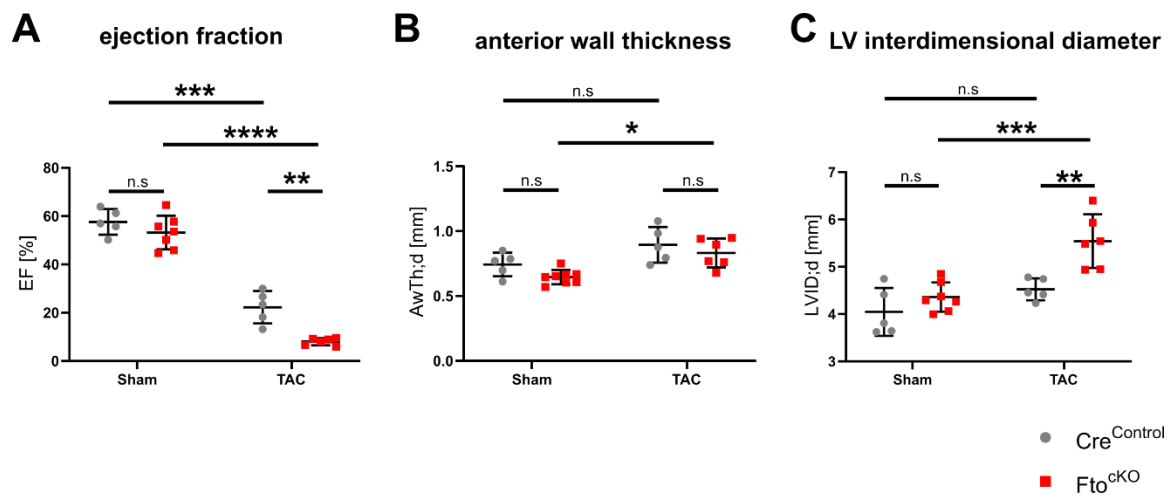 A ejection fraction
***
****
n.s
**
EF [%]
80
60
40
20
0
Sham TAC
B anterior wall thickness
n.s
*
n.s n.s
AwTh;d [mm]
1.5
1.0
0.5
0.0
Sham TAC
C LV interdimensional diameter
n.s
***
n.s
**
LVID;d [mm]
7
6
5
4
3
Sham TAC
Cre^Control
Fto^cKO